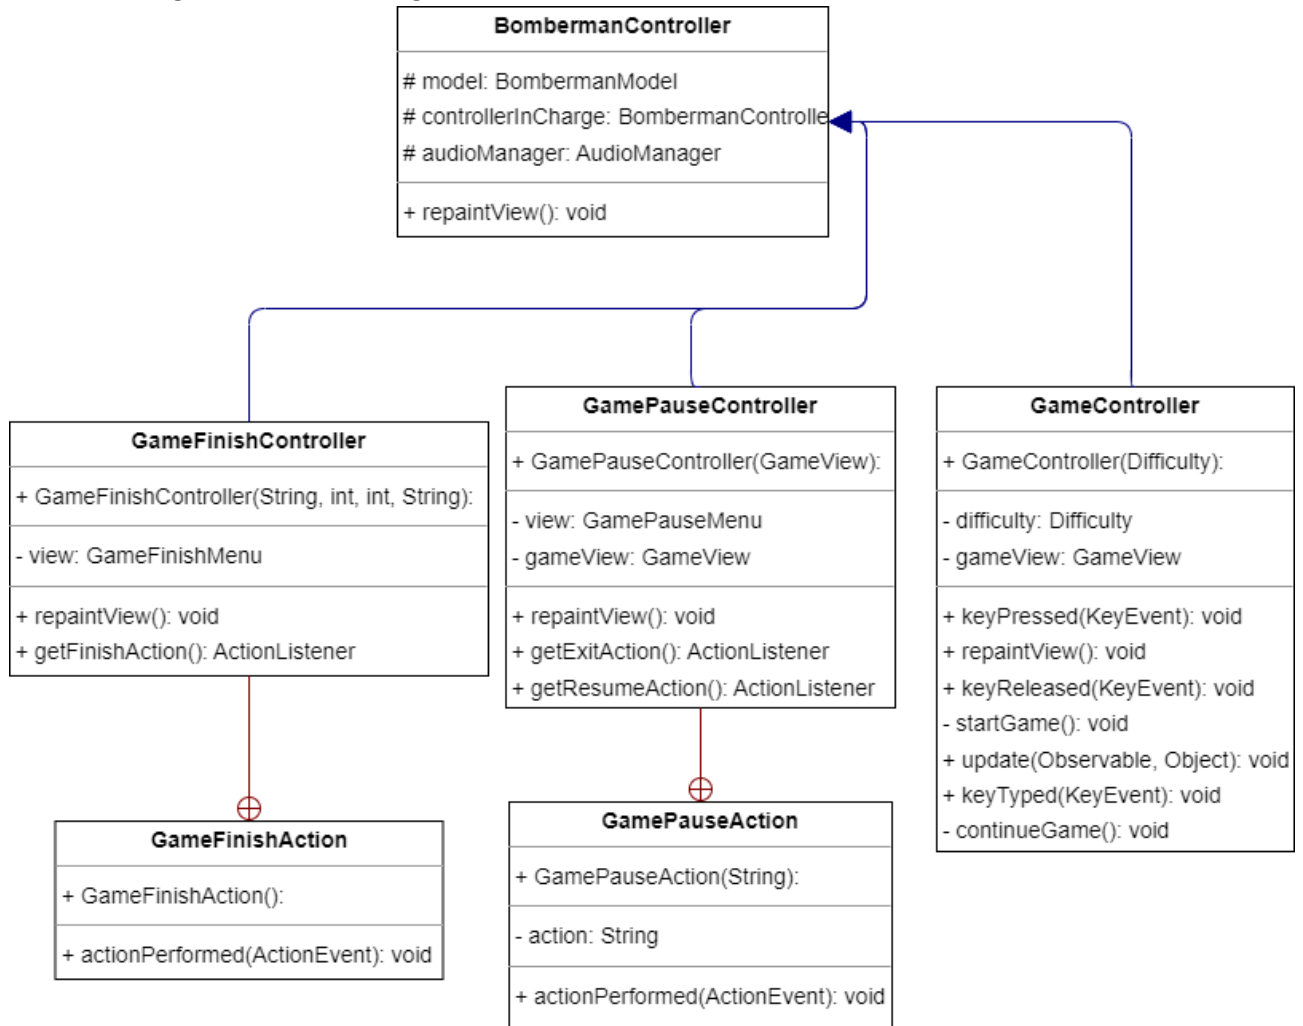 BombermanController
# model: BombermanModel
# controllerInCharge: BombermanControlle
# audioManager: AudioManager
+ repaintView(): void
GameFinishController
+ GameFinishController(String, int, int, String):
- view: GameFinishMenu
+ repaintView(): void
+ getFinishAction(): ActionListener
GamePauseController
+ GamePauseController(GameView):
- view: GamePauseMenu
- gameView: GameView
+ repaintView(): void
+ getExitAction(): ActionListener
+ getResumeAction(): ActionListener
GameController
+ GameController(Difficulty):
- difficulty: Difficulty
- gameView: GameView
+ keyPressed(KeyEvent): void
+ repaintView(): void
+ keyReleased(KeyEvent): void
- startGame(): void
+ update(Observable, Object): void
+ keyTyped(KeyEvent): void
- continueGame(): void
GameFinishAction
+ GameFinishAction():
+ actionPerformed(ActionEvent): void
GamePauseAction
+ GamePauseAction(String):
- action: String
+ actionPerformed(ActionEvent): void